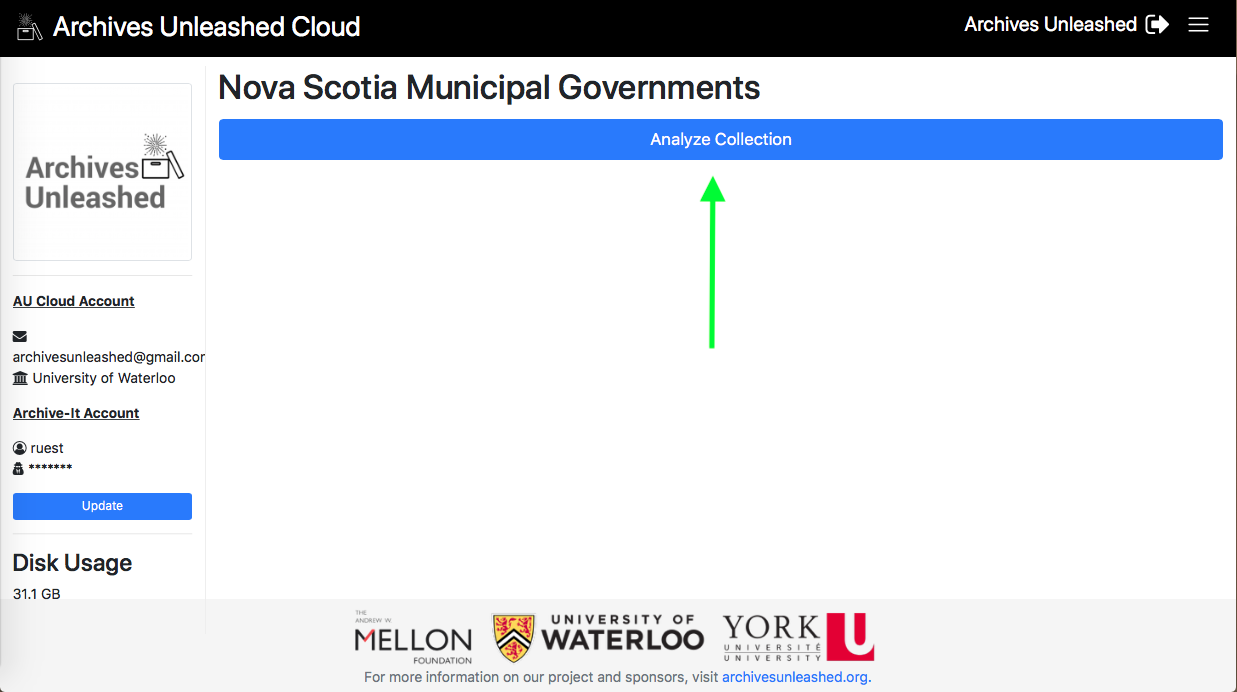 Archives Unleashed Cloud
Archives Unleashed
Archives
Unleashed
AU Cloud Account
archivesunleashed@gmail.cor
University of Waterloo
Archive-It Account
ruest
*******
Update
Disk Usage
31.1 GB
Nova Scotia Municipal Governments
Analyze Collection
THE
ANDREW W.
MELLON
FOUNDATION
UNIVERSITY OF
WATERLOO
YORK
UNIVERSITÉ
UNIVERSITY
U
For more information on our project and sponsors, visit archivesunleashed.org.